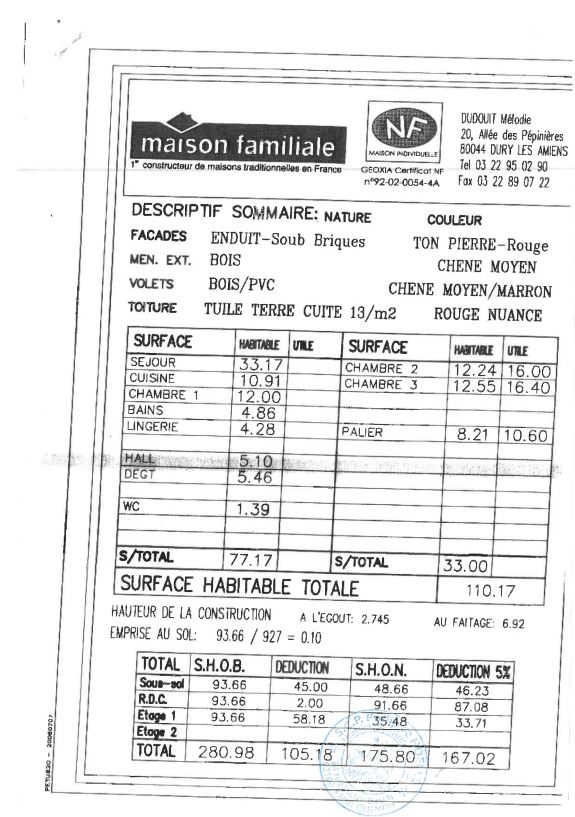 maison familiale
1er constructeur de maisons traditionnelles en France
NF
MAISON INDIVIDUELLE
GEOXIA Certificat NF
n°92-02-0054-4A
DUDOUIT Mélodie
20, Allée des Pépinières
80044 DURY LES AMIENS
Tel 03 22 95 02 90
Fax 03 22 89 07 22
DESCRIPTIF SOMMAIRE: NATURE COULEUR
FACADES ENDUIT-Soub Briques TON PIERRE-Rouge
MEN. EXT. BOIS CHENE MOYEN
VOLETS BOIS/PVC CHENE MOYEN/MARRON
TOITURE TUILE TERRE CUITE 13/m2 ROUGE NUANCE
SURFACE HABITABLE UTILE SURFACE HABITABLE UTILE
SEJOUR 33.17 CHAMBRE 2 12.24 16.00
CUISINE 10.91 CHAMBRE 3 12.55 16.40
CHAMBRE 1 12.00
BAINS 4.86
LINGERIE 4.28 PALIER 8.21 10.60
HALL 5.10
DEGT 5.46
WC 1.39
S/TOTAL 77.17 S/TOTAL 33.00
SURFACE HABITABLE TOTALE 110.17
HAUTEUR DE LA CONSTRUCTION A L'EGOUT: 2.745 AU FAITAGE: 6.92
EMPRISE AU SOL: 93.66 / 927 = 0.10
TOTAL S.H.O.B. DEDUCTION S.H.O.N. DEDUCTION 5%
Sous-sol 93.66 45.00 48.66 46.23
R.D.C. 93.66 2.00 91.66 87.08
Etage 1 93.66 58.18 35.48 33.71
Etage 2
TOTAL 280.98 105.18 175.80 167.02